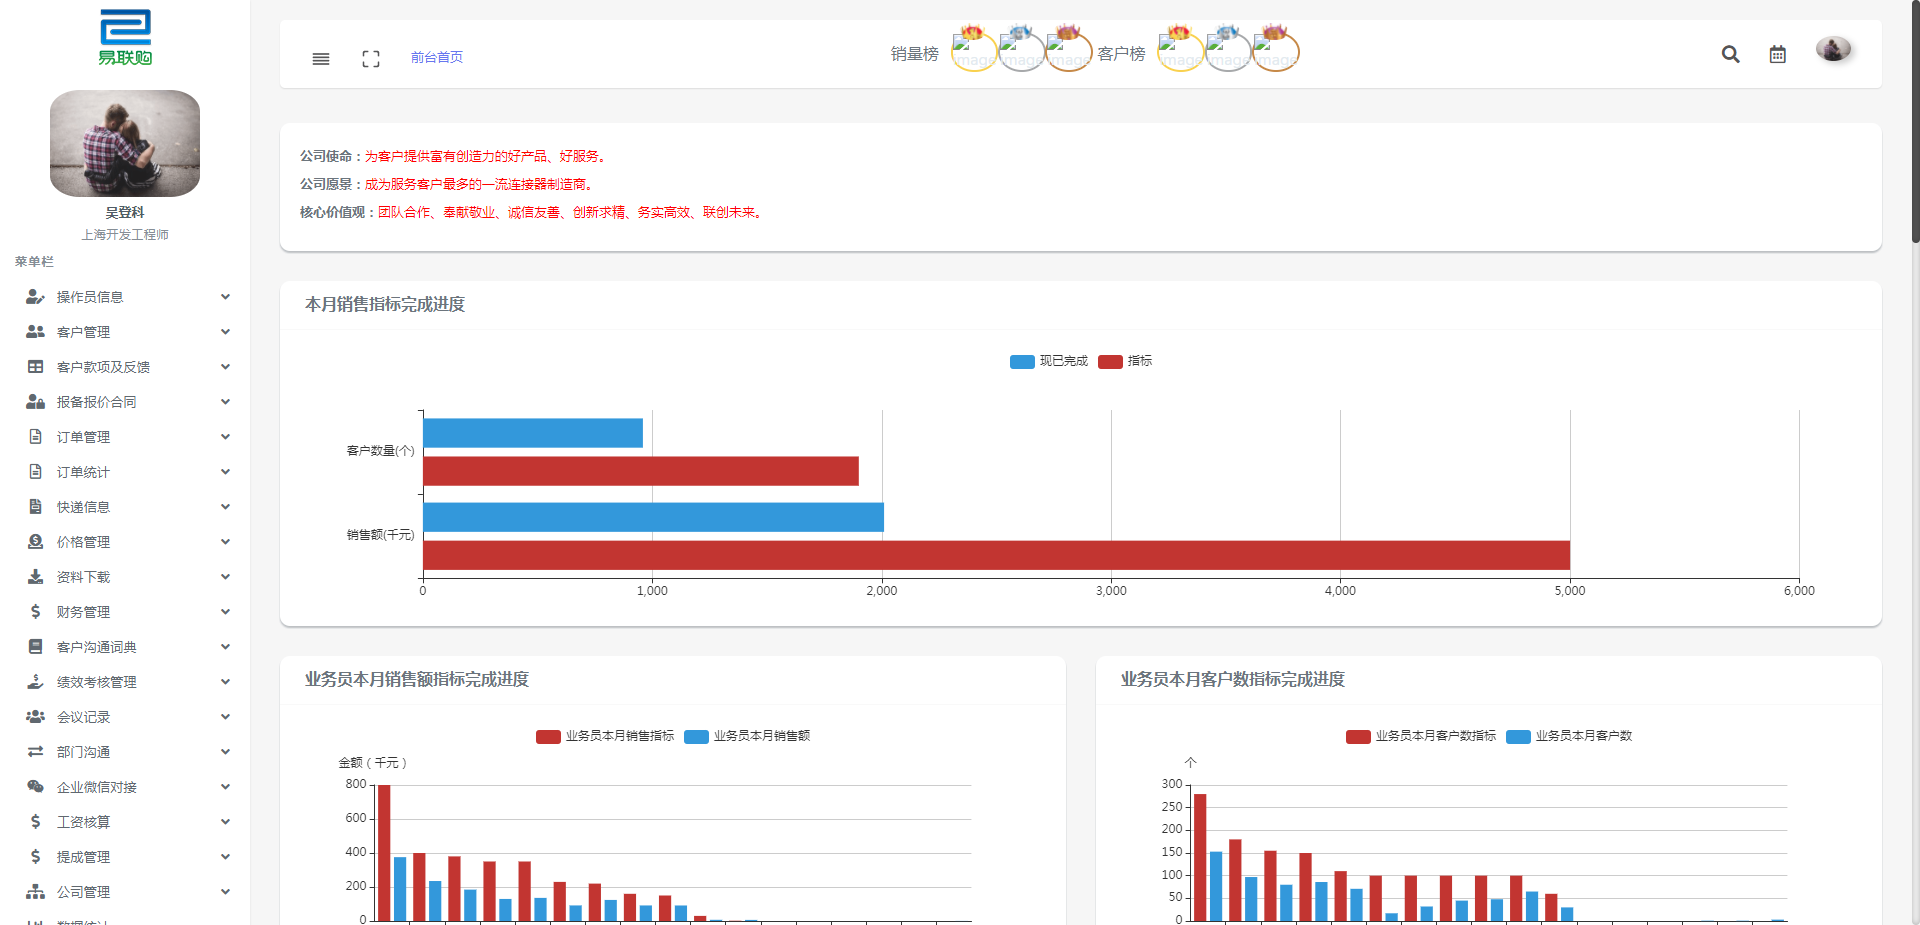 易联购
吴登科
上海开发工程师
菜单栏
操作员信息
客户管理
客户款项及反馈
报备报价合同
订单管理
订单统计
快递信息
价格管理
资料下载
财务管理
客户沟通词典
绩效考核管理
会议记录
部门沟通
企业微信对接
工资核算
提成管理
公司管理
前台首页
销量榜 image image image 客户榜 image image image
公司使命：为客户提供富有创造力的好产品、好服务。
公司愿景：成为服务客户最多的一流连接器制造商。
核心价值观：团队合作、奉献敬业、诚信友善、创新求精、务实高效、联创未来。
本月销售指标完成进度
现已完成 指标
客户数量(个)
销售额(千元)
0 1,000 2,000 3,000 4,000 5,000 6,000
业务员本月销售额指标完成进度
业务员本月销售指标 业务员本月销售额
金额（千元）
800
600
400
200
0
业务员本月客户数指标完成进度
业务员本月客户数指标 业务员本月客户数
个
300
250
200
150
100
50
0